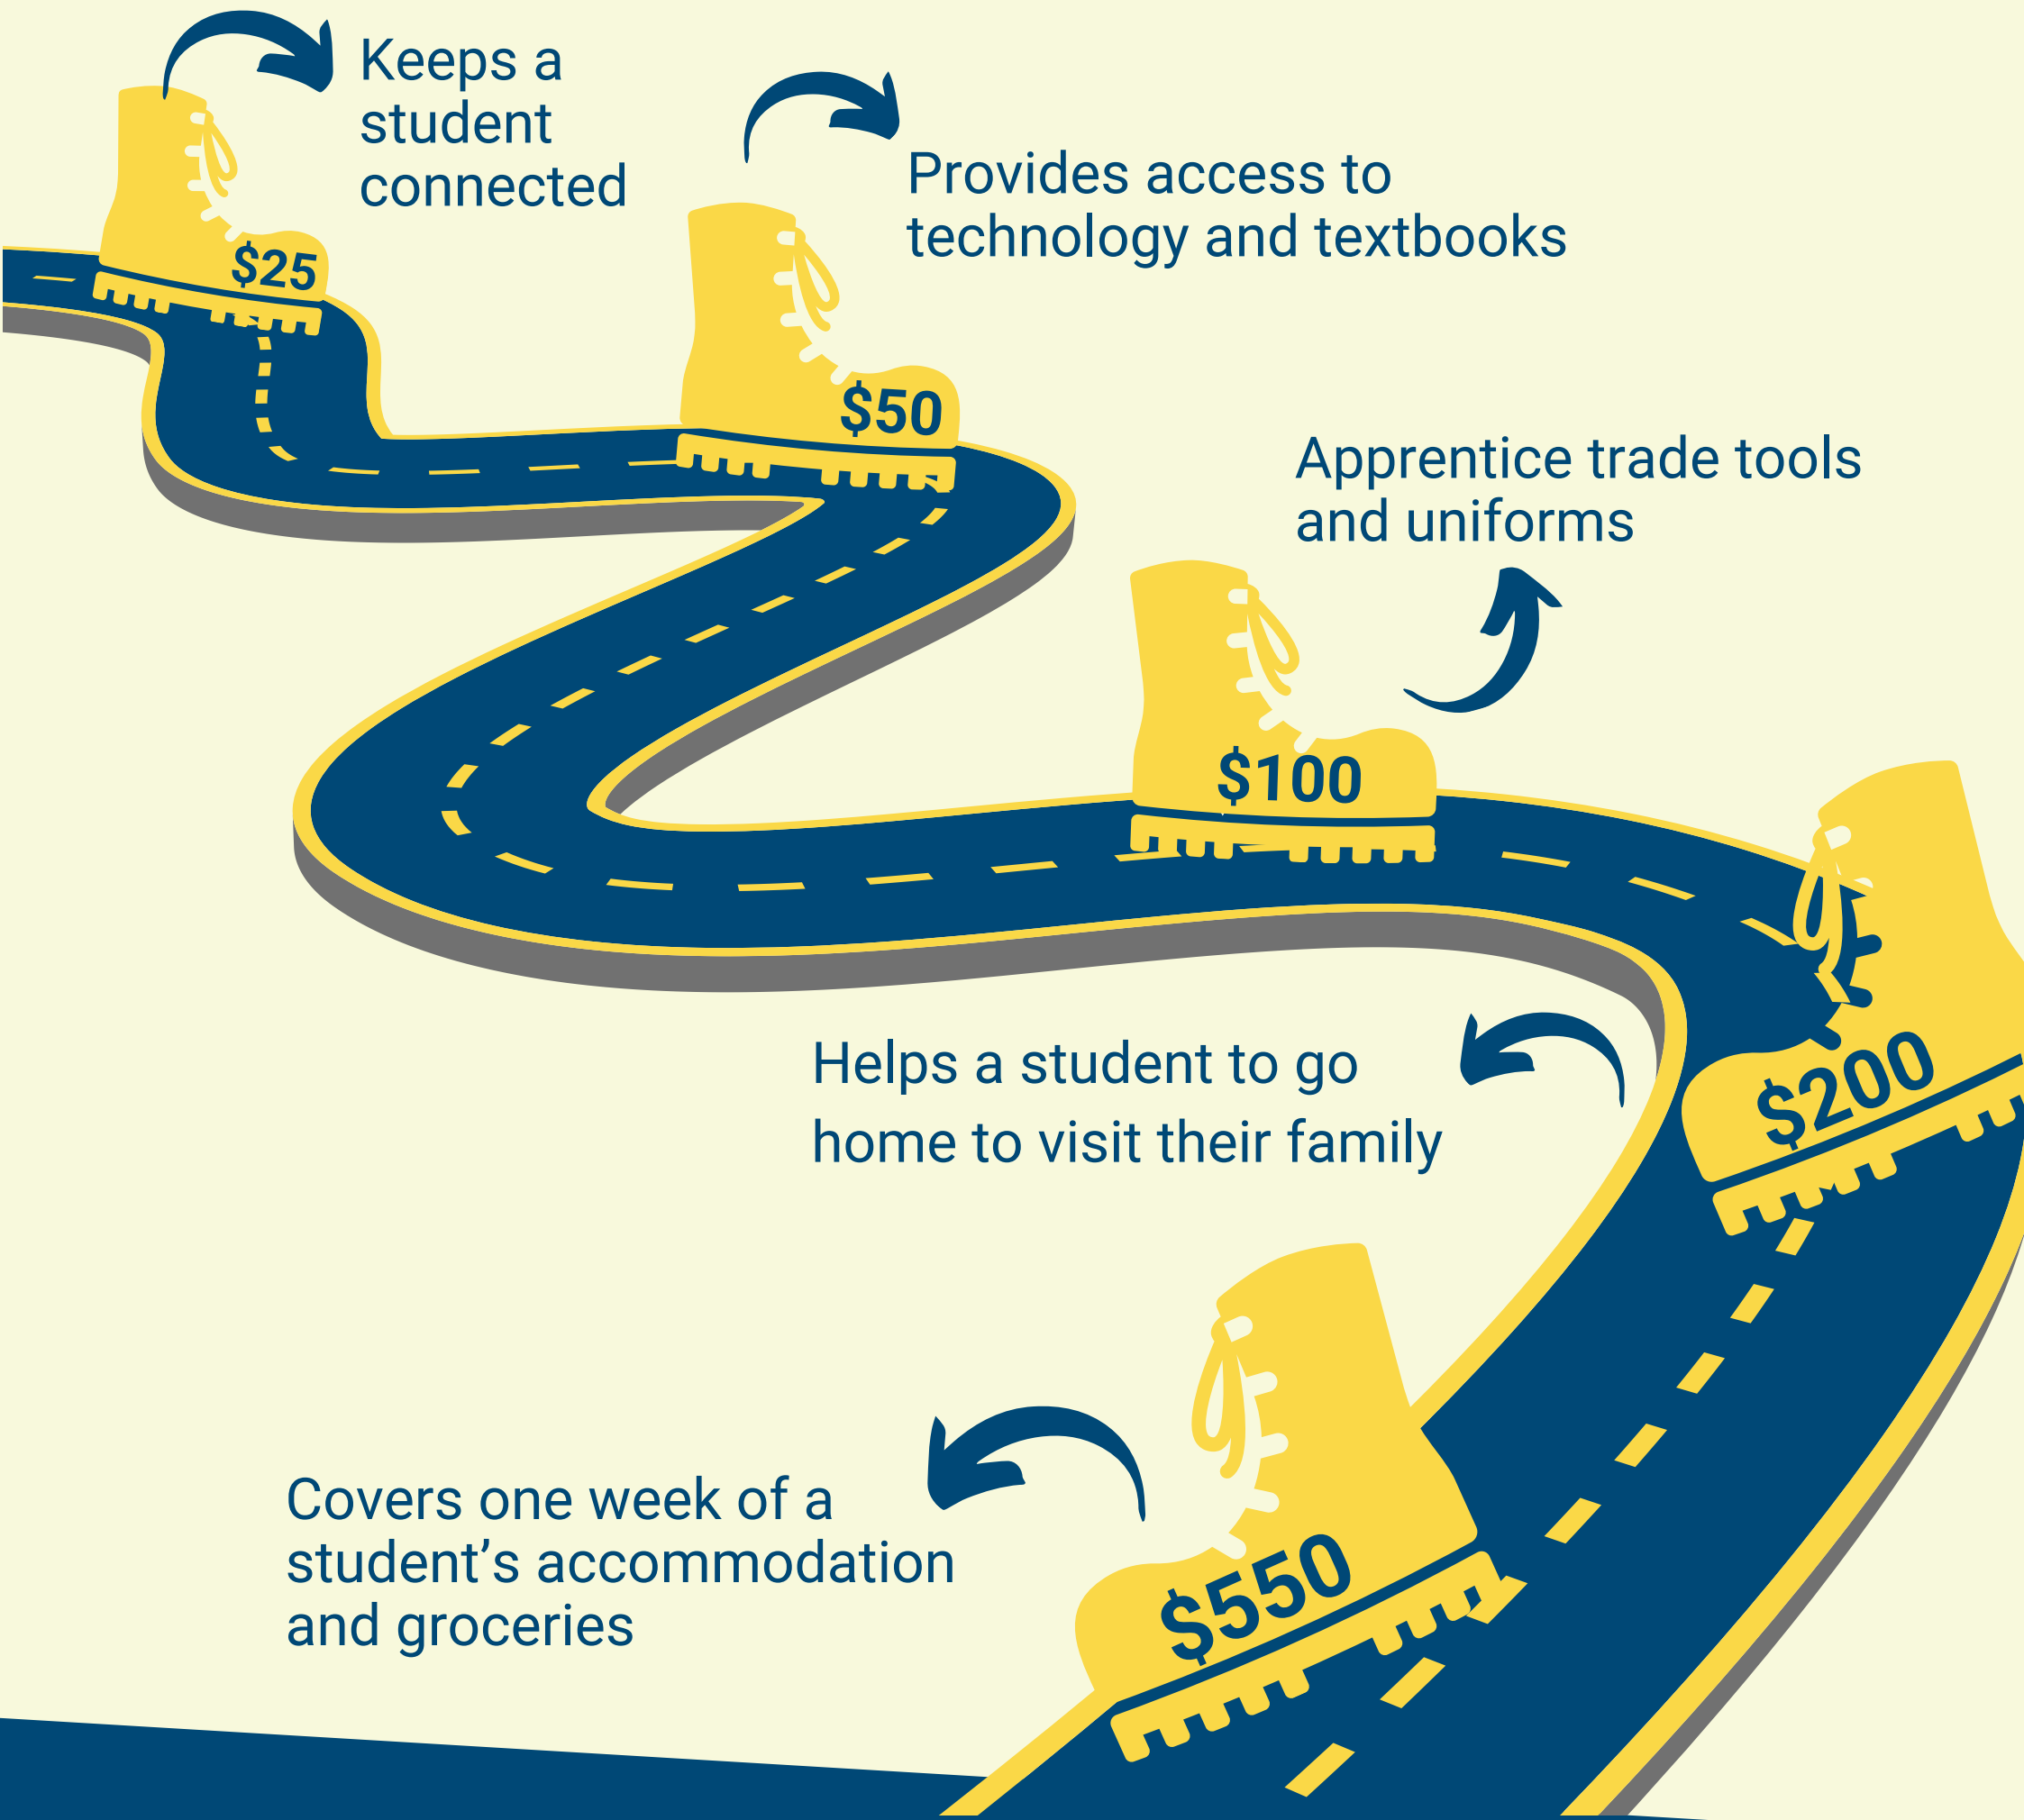 Keeps a
student
connected
$25
Provides access to
technology and textbooks
$50
Apprentice trade tools
and uniforms
$100
Helps a student to go
home to visit their family
$200
Covers one week of a
student’s accommodation
and groceries
$550